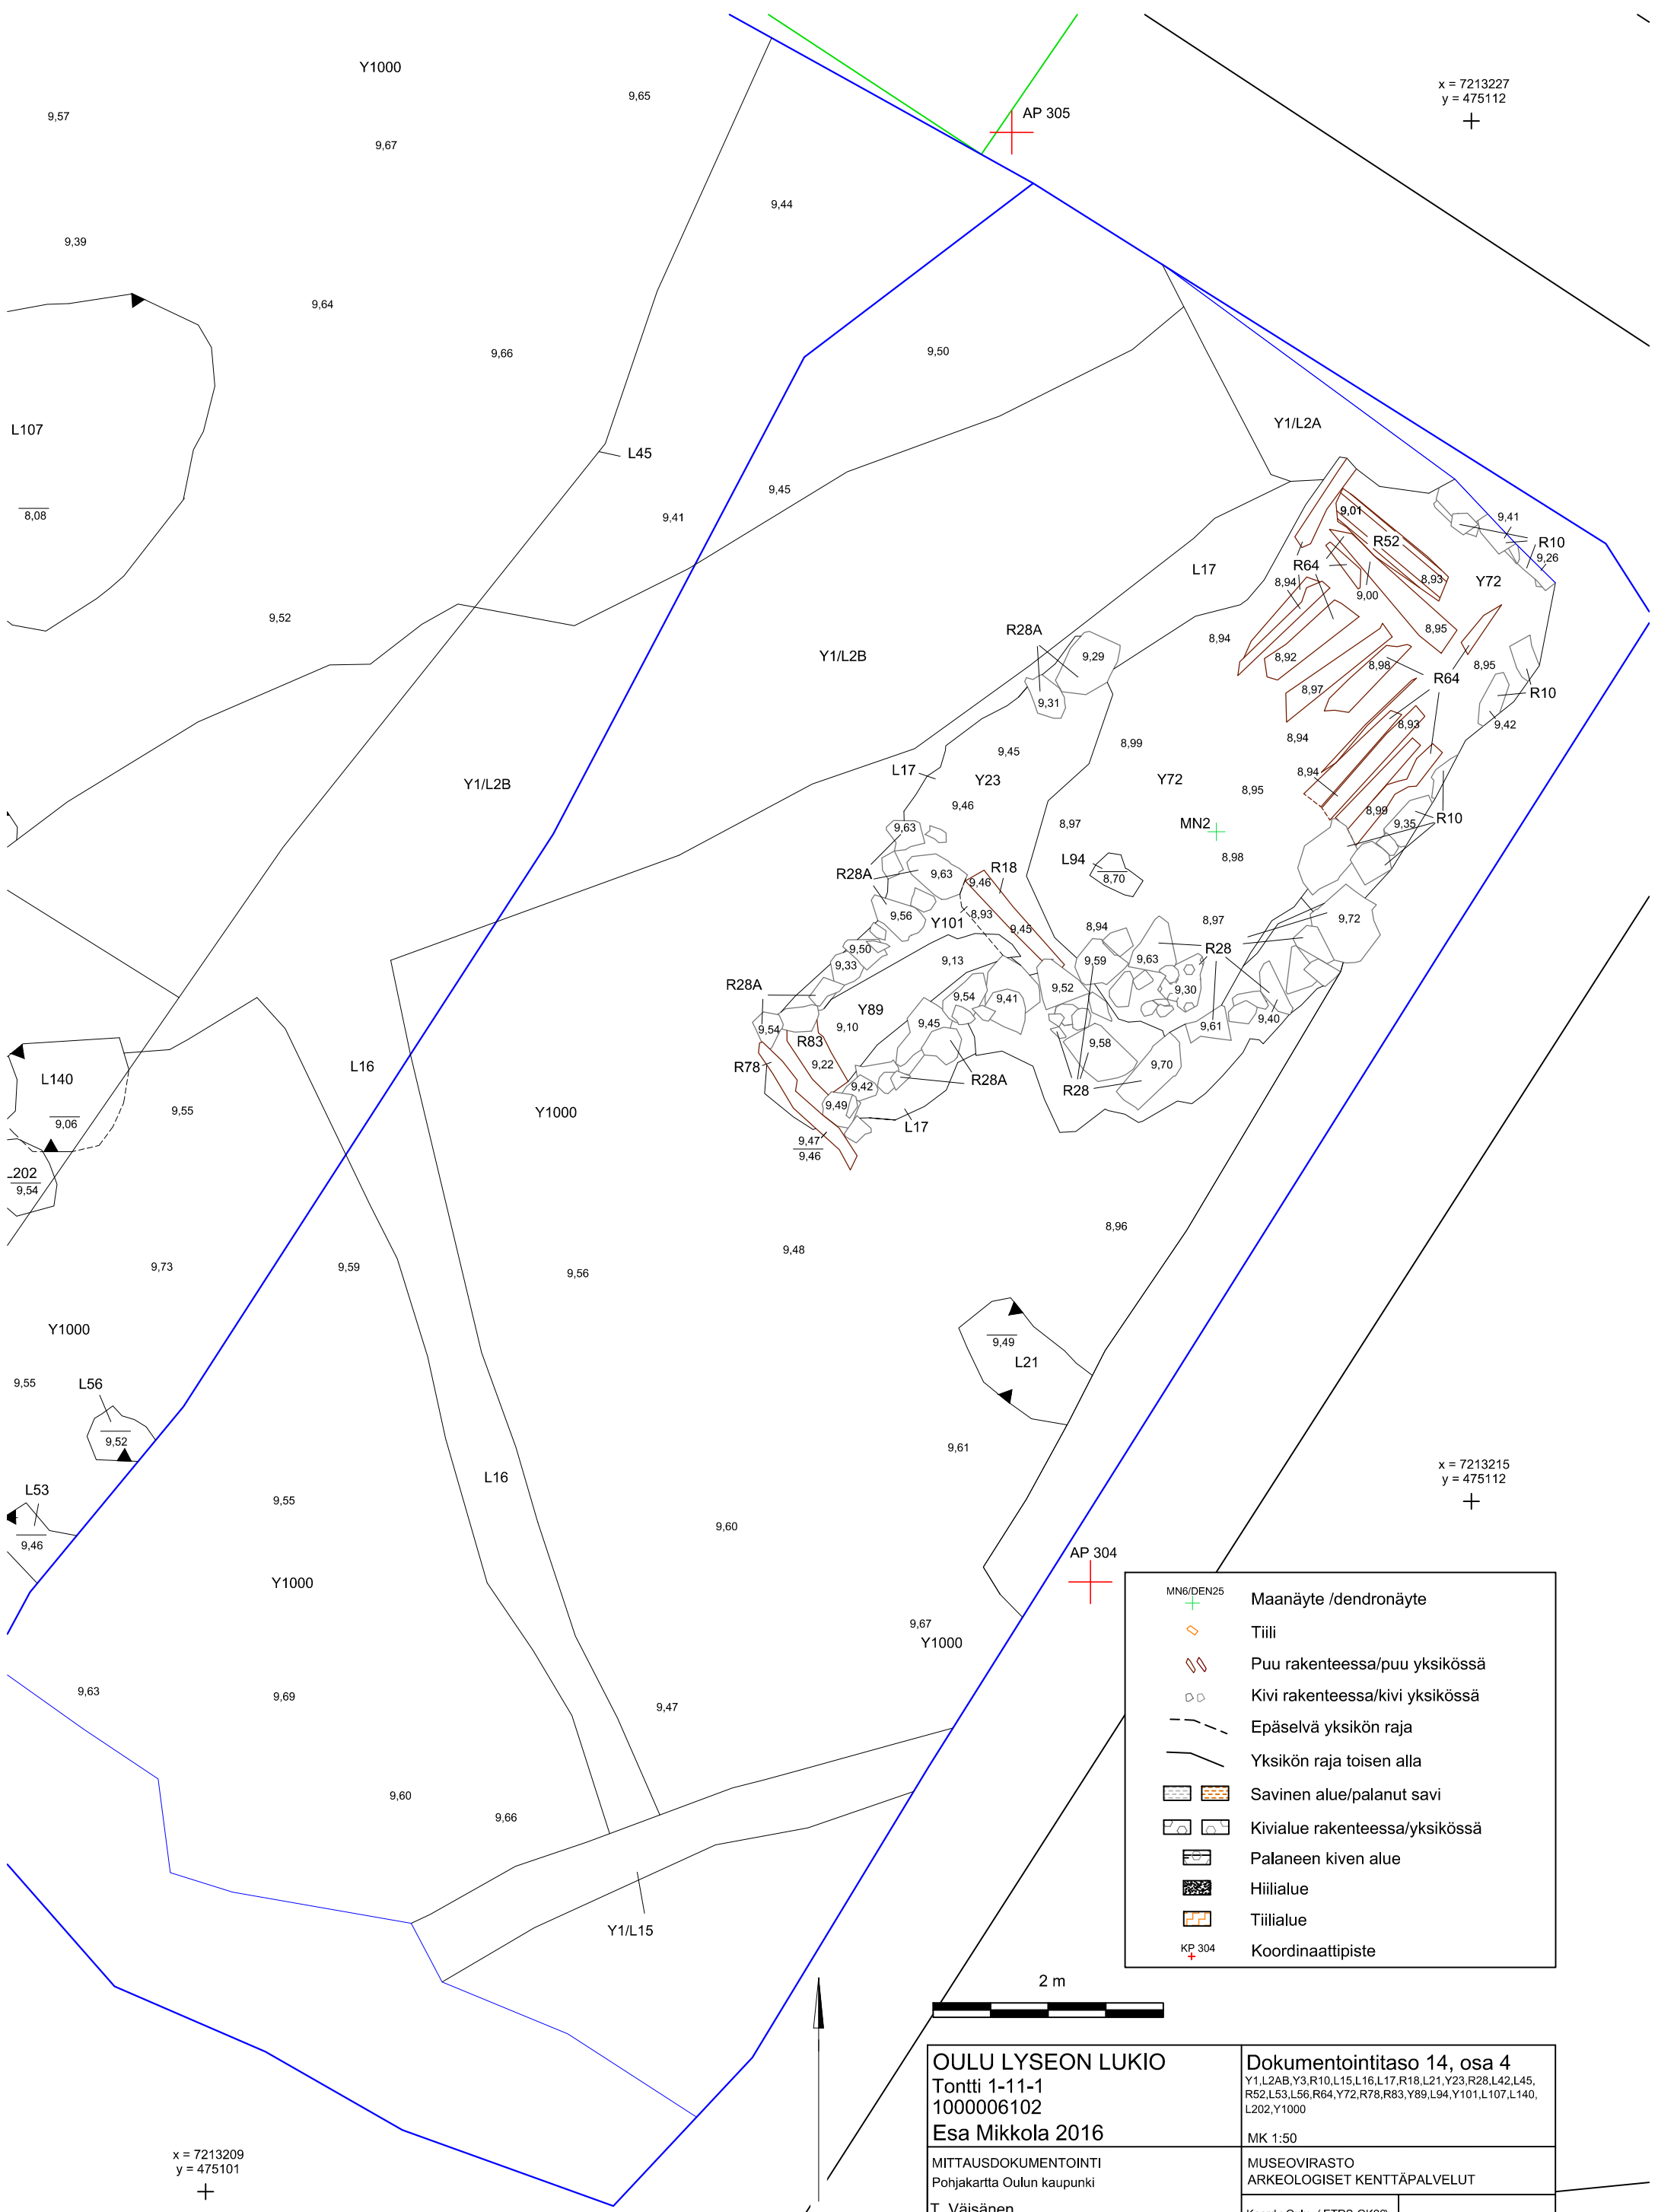 Y1000
x = 7213227
y = 475112
9,57
9,65
AP 305
9,67
9,44
9,39
9,64
9,66
9,50
L107
Y1/L2A
L45
9,45
8,08
9,41
9,01
9,41
R52
R10
9,26
L17
R64
8,94
8,93
Y72
9,00
9,52
R28A
8,94
8,95
Y1/L2B
9,29
8,92
8,98
8,95
R64
8,97
R10
9,31
9,42
8,93
8,94
8,99
9,45
L17
Y23
Y72
8,94
Y1/L2B
8,95
9,46
8,99
R10
9,35
9,63
8,97
MN2
L94
8,98
R18
R28A
9,63
9,46
8,70
9,56
8,93
Y101
9,45
8,94
8,97
9,72
9,50
R28
9,33
9,13
9,59
9,63
R28A
9,52
9,30
9,54
9,41
Y89
9,45
9,10
9,54
R83
9,61
9,40
9,58
L16
R78
9,22
9,70
L140
9,42
R28A
R28
9,06
9,55
Y1000
9,49
L17
9,47
9,46
202
9,54
8,96
9,48
9,73
9,59
9,56
Y1000
9,49
L21
9,55
L56
9,52
9,61
x = 7213215
y = 475112
L16
L53
9,55
9,46
9,60
AP 304
Y1000
MN6/DEN25
Maanäyte /dendronäyte
9,67
Y1000
Tiili
Puu rakenteessa/puu yksikössä
9,63
9,69
Kivi rakenteessa/kivi yksikössä
9,47
Epäselvä yksikön raja
Yksikön raja toisen alla
9,60
Savinen alue/palanut savi
9,66
Kivialue rakenteessa/yksikössä
Palaneen kiven alue
Hiilialue
Tiilialue
Y1/L15
KP 304
Koordinaattipiste
2 m
OULU LYSEON LUKIO
Tontti 1-11-1
1000006102
Esa Mikkola 2016
Dokumentointitaso 14, osa 4
Y1,L2AB,Y3,R10,L15,L16,L17,R18,L21,Y23,R28,L42,L45,
R52,L53,L56,R64,Y72,R78,R83,Y89,L94,Y101,L107,L140,
L202,Y1000
MK 1:50
MITTAUSDOKUMENTOINTI
Pohjakartta Oulun kaupunki
T. Väisänen
MUSEOVIRASTO
ARKEOLOGISET KENTTÄPALVELUT
x = 7213209
y = 475101